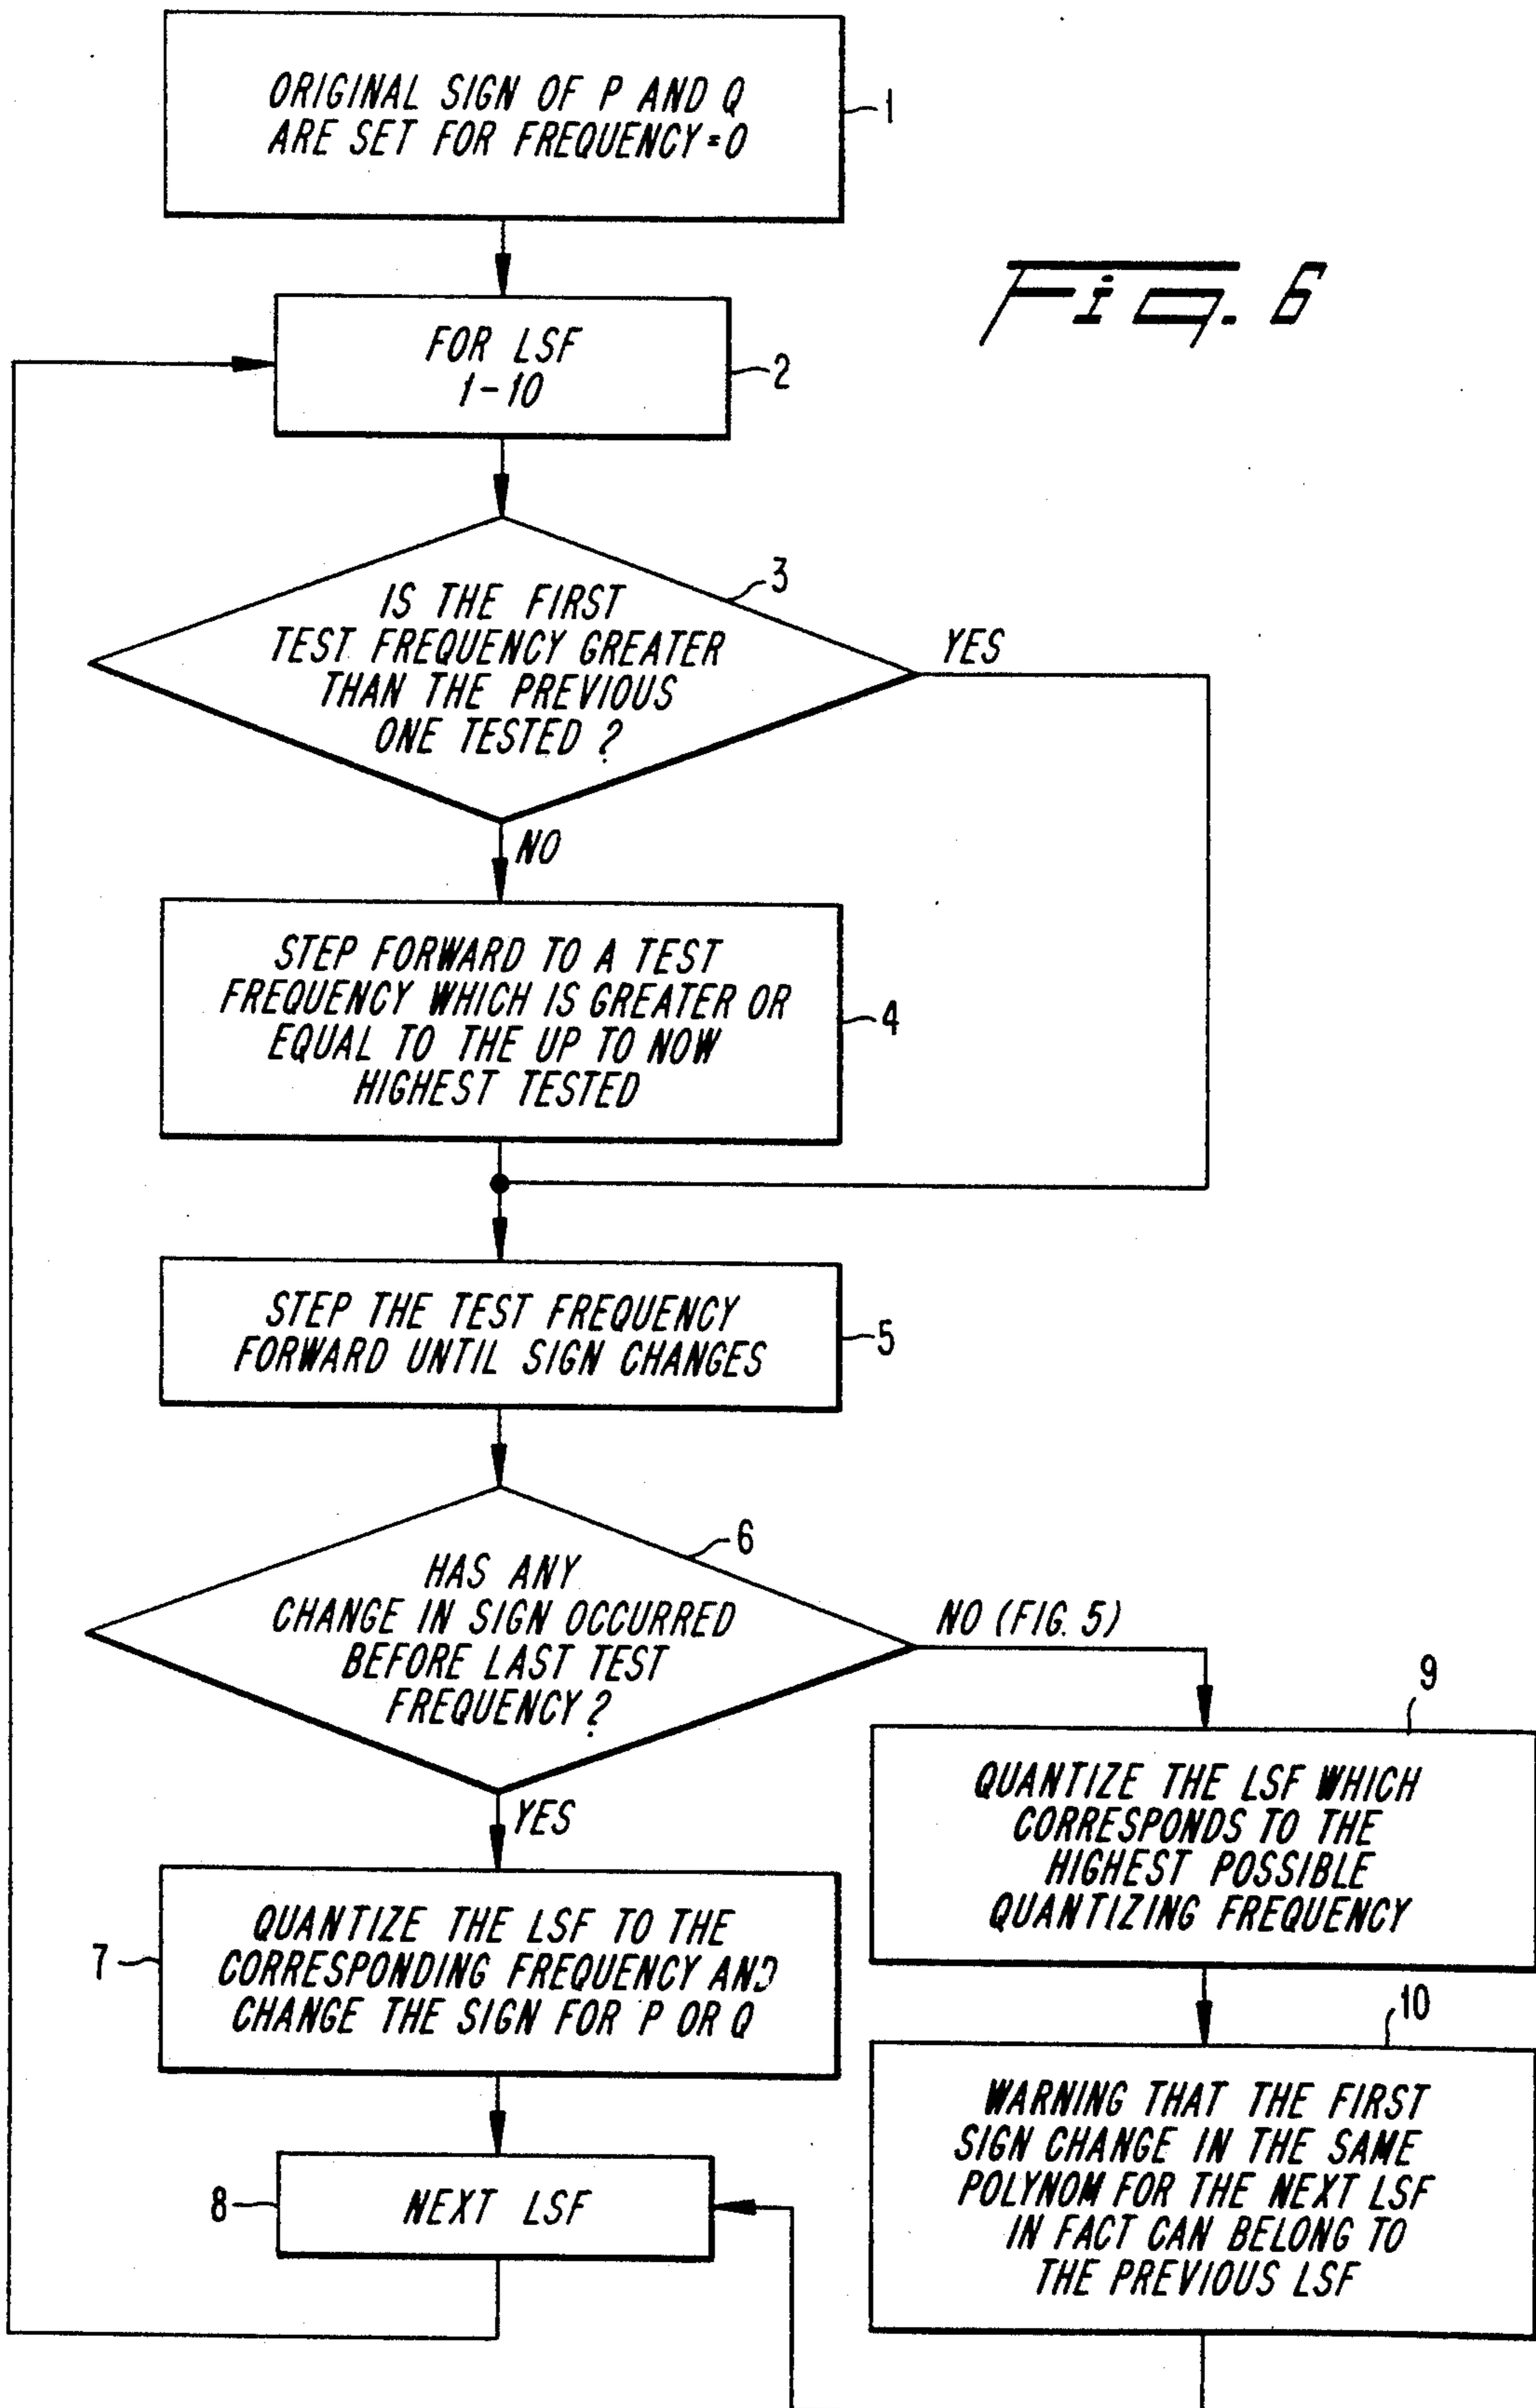 ORIGINAL SIGN OF P AND Q
ARE SET FOR FREQUENCY=0
1
Fig. 6
FOR LSF
1-10
2
3
IS THE FIRST
TEST FREQUENCY GREATER
THAN THE PREVIOUS
ONE TESTED ?
YES
NO
STEP FORWARD TO A TEST
FREQUENCY WHICH IS GREATER OR
EQUAL TO THE UP TO NOW
HIGHEST TESTED
4
STEP THE TEST FREQUENCY
FORWARD UNTIL SIGN CHANGES
5
6
HAS ANY
CHANGE IN SIGN OCCURRED
BEFORE LAST TEST
FREQUENCY?
NO (FIG. 5)
YES
9
QUANTIZE THE LSF WHICH
CORRESPONDS TO THE
HIGHEST POSSIBLE
QUANTIZING FREQUENCY
7
QUANTIZE THE LSF TO THE
CORRESPONDING FREQUENCY AND
CHANGE THE SIGN FOR P OR Q
10
WARNING THAT THE FIRST
SIGN CHANGE IN THE SAME
POLYNOM FOR THE NEXT LSF
IN FACT CAN BELONG TO
THE PREVIOUS LSF
8
NEXT LSF